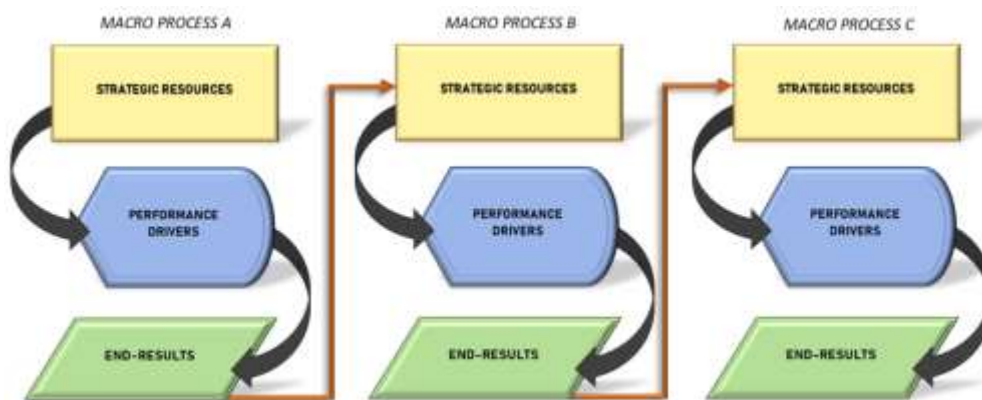 MACRO PROCESS A
MACRO PROCESS B
MACRO PROCESS C
STRATEGIC RESOURCES
STRATEGIC RESOURCES
STRATEGIC RESOURCES
PERFORMANCE
DRIVERS
PERFORMANCE
DRIVERS
PERFORMANCE
DRIVERS
END-RESULTS
END-RESULTS
END-RESULTS